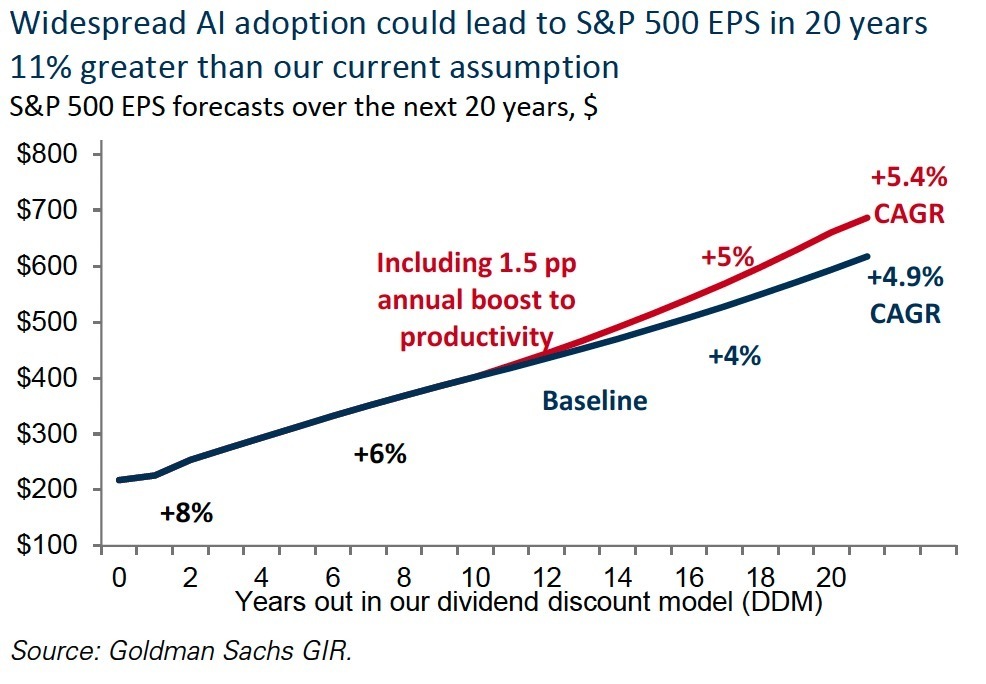 Widespread AI adoption could lead to S&P 500 EPS in 20 years
11% greater than our current assumption
S&P 500 EPS forecasts over the next 20 years, $
$800
$700
$600
$500
$400
$300
$200
$100
+5.4%
CAGR
+5%
Including 1.5 pp
annual boost to
productivity
+4.9%
CAGR
+4%
Baseline
+6%
+8%
0 2 4 6 8 10 12 14 16 18 20
Years out in our dividend discount model (DDM)
Source: Goldman Sachs GIR.